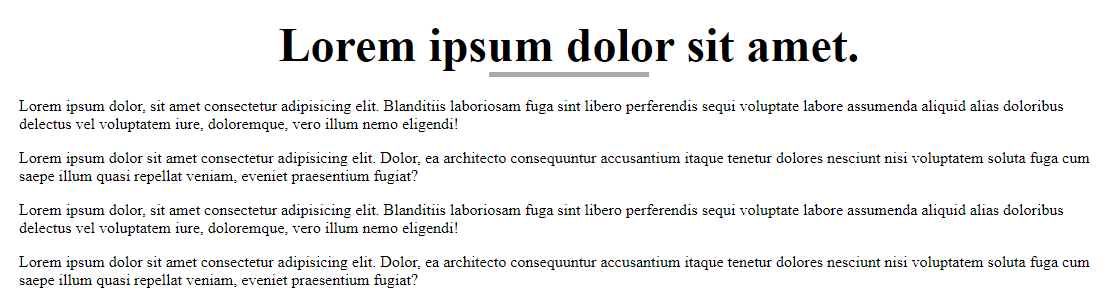 Lorem ipsum dolor sit amet.
Lorem ipsum dolor, sit amet consectetur adipisicing elit. Blanditiis laboriosam fuga sint libero perferendis sequi voluptate labore assumenda aliquid alias doloribus
delectus vel voluptatem iure, doloremque, vero illum nemo eligendi!
Lorem ipsum dolor sit amet consectetur adipisicing elit. Dolor, ea architecto consequuntur accusantium itaque tenetur dolores nesciunt nisi voluptatem soluta fuga cum
saepe illum quasi repellat veniam, eveniet praesentium fugiat?
Lorem ipsum dolor, sit amet consectetur adipisicing elit. Blanditiis laboriosam fuga sint libero perferendis sequi voluptate labore assumenda aliquid alias doloribus
delectus vel voluptatem iure, doloremque, vero illum nemo eligendi!
Lorem ipsum dolor sit amet consectetur adipisicing elit. Dolor, ea architecto consequuntur accusantium itaque tenetur dolores nesciunt nisi voluptatem soluta fuga cum
saepe illum quasi repellat veniam, eveniet praesentium fugiat?